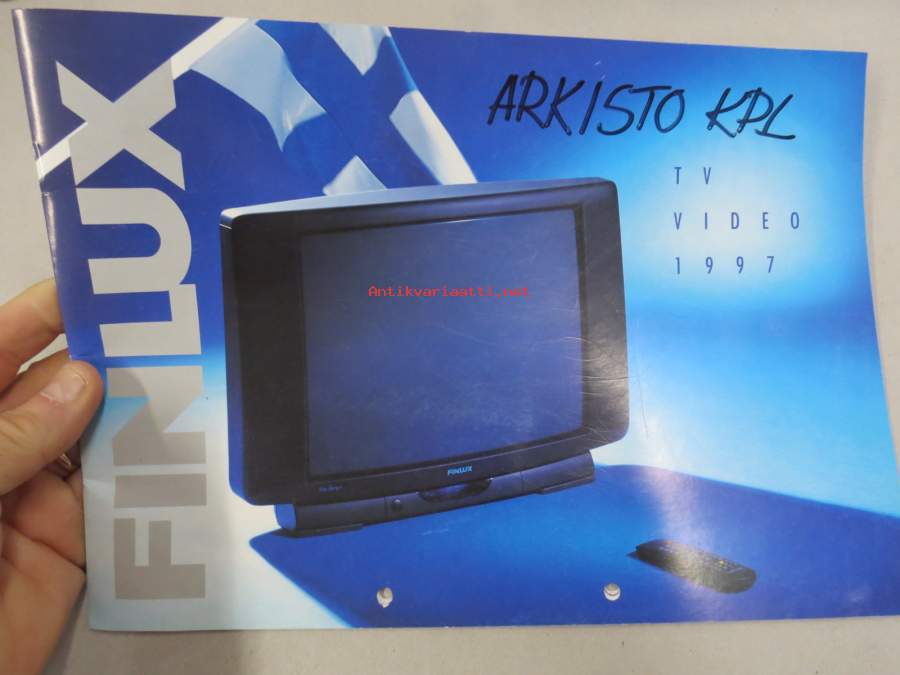 FINLUX
ARKISTO KPL
TV
VIDEO
1997
Antikvariaatti.net
FINLUX